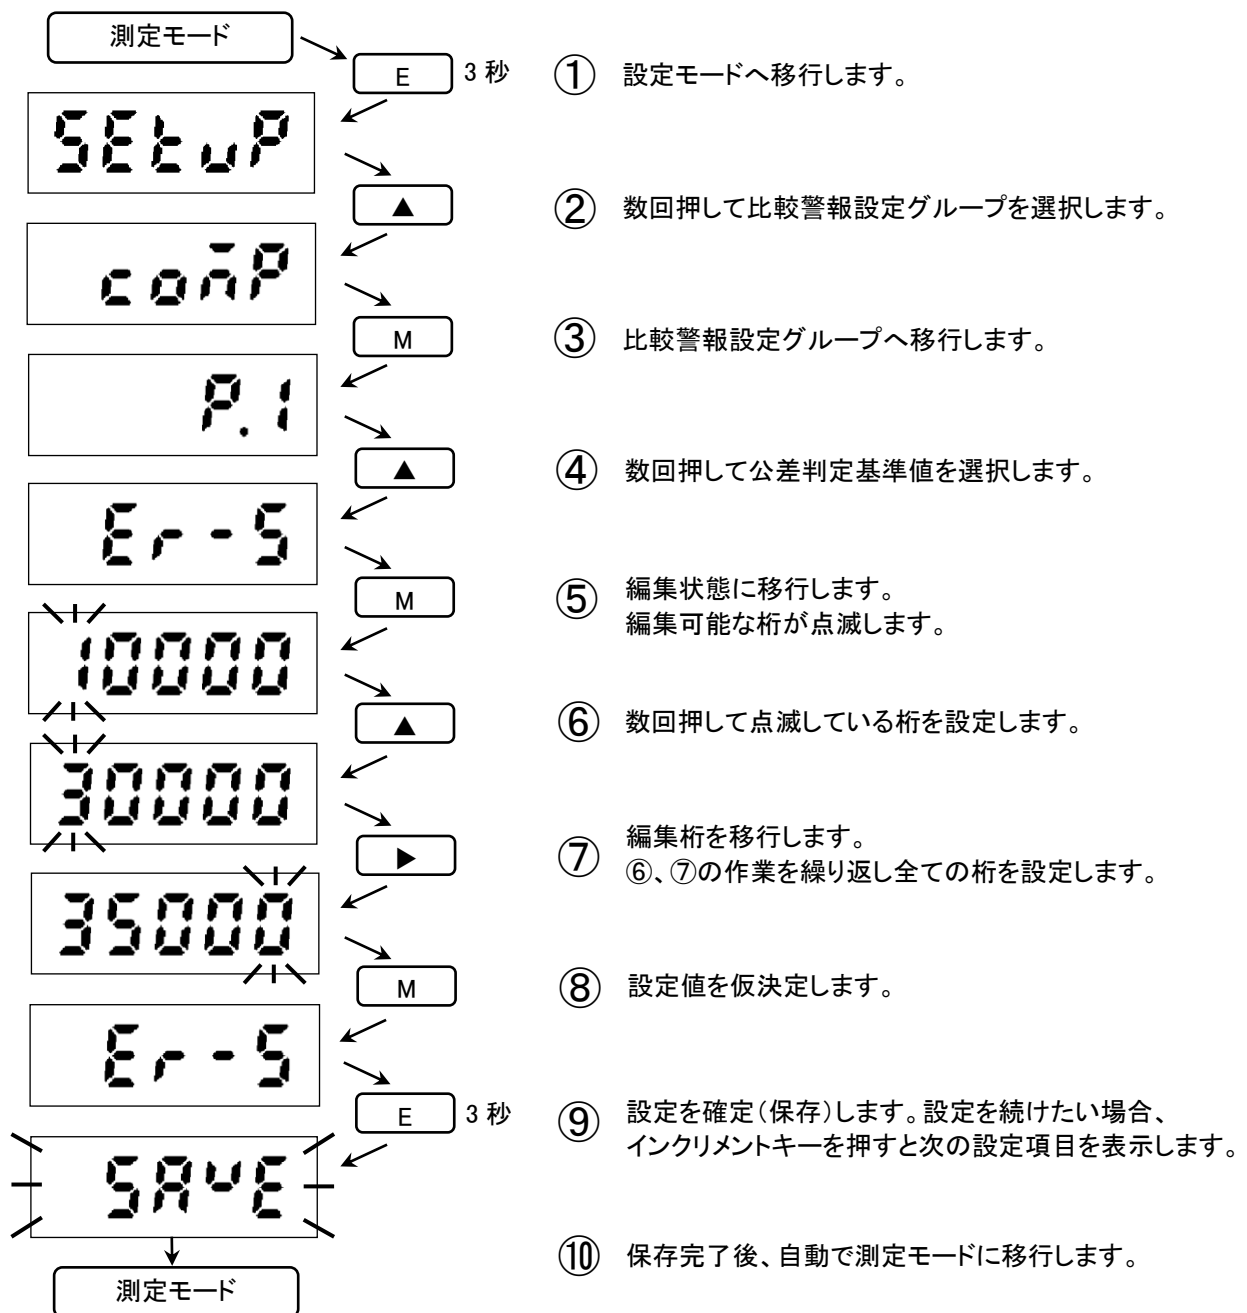 測定モード
E 3秒 ① 設定モードへ移行します。
SEtuP
▲ ② 数回押して比較警報設定グループを選択します。
comP
M ③ 比較警報設定グループへ移行します。
P.1
▲ ④ 数回押して公差判定基準値を選択します。
Er-S
M ⑤ 編集状態に移行します。
編集可能な桁が点滅します。
10000
▲ ⑥ 数回押して点滅している桁を設定します。
30000
▶ ⑦ 編集桁を移行します。
⑥、⑦の作業を繰り返し全ての桁を設定します。
35000
M ⑧ 設定値を仮決定します。
Er-S
E 3秒 ⑨ 設定を確定(保存)します。設定を続けたい場合、
インクリメントキーを押すと次の設定項目を表示します。
SAvE
⑩ 保存完了後、自動で測定モードに移行します。
測定モード